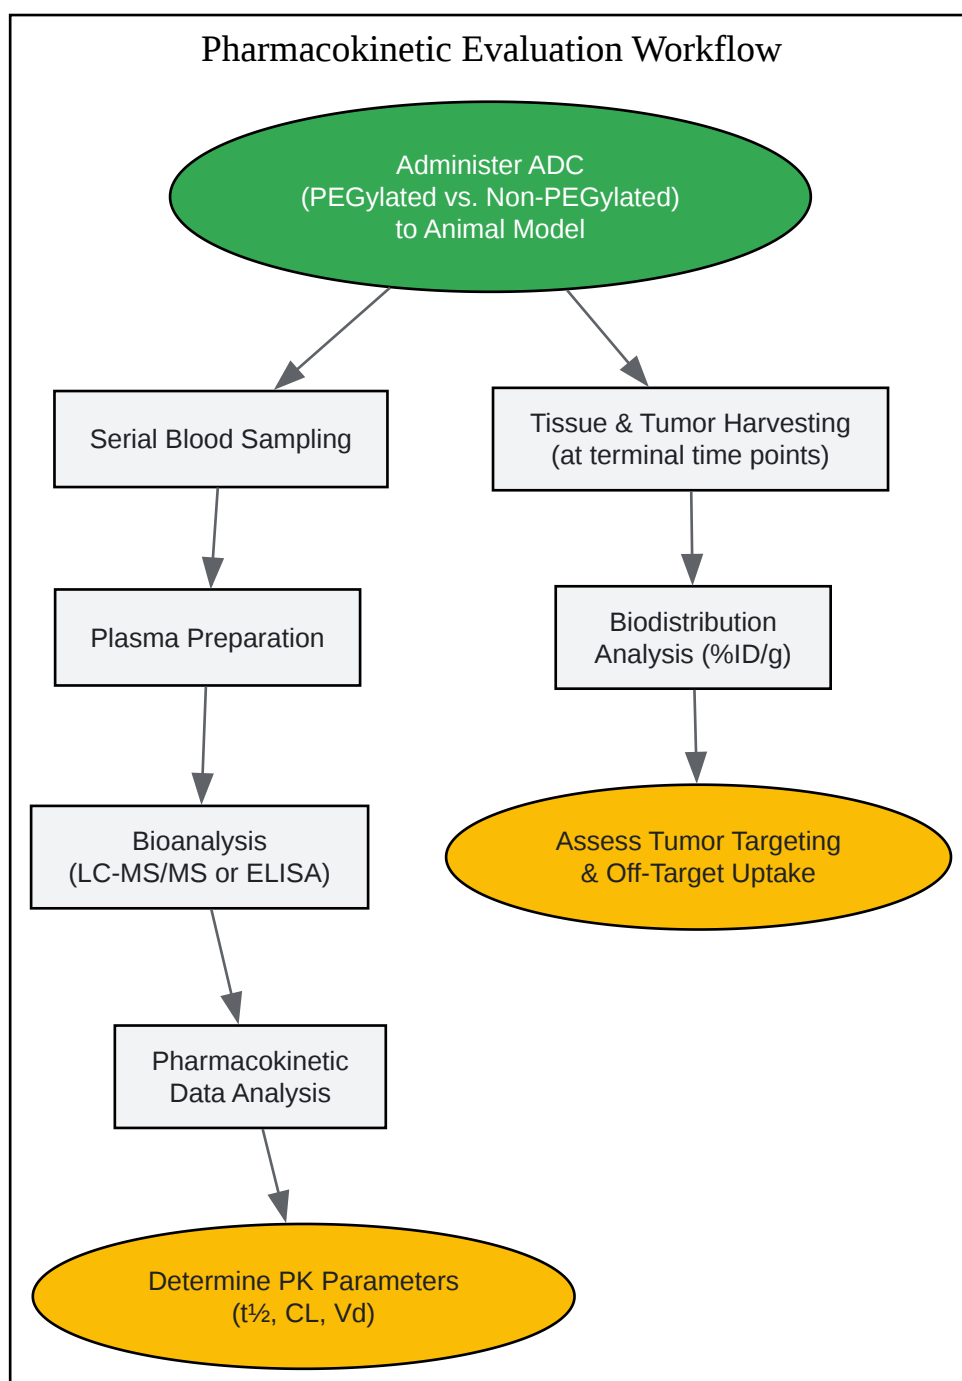 Pharmacokinetic Evaluation Workflow
Administer ADC
(PEGylated vs. Non-PEGylated)
to Animal Model
Serial Blood Sampling
Tissue & Tumor Harvesting
(at terminal time points)
Plasma Preparation
Biodistribution
Analysis (%ID/g)
Bioanalysis
(LC-MS/MS or ELISA)
Assess Tumor Targeting
& Off-Target Uptake
Pharmacokinetic
Data Analysis
Determine PK Parameters
(t½, CL, Vd)